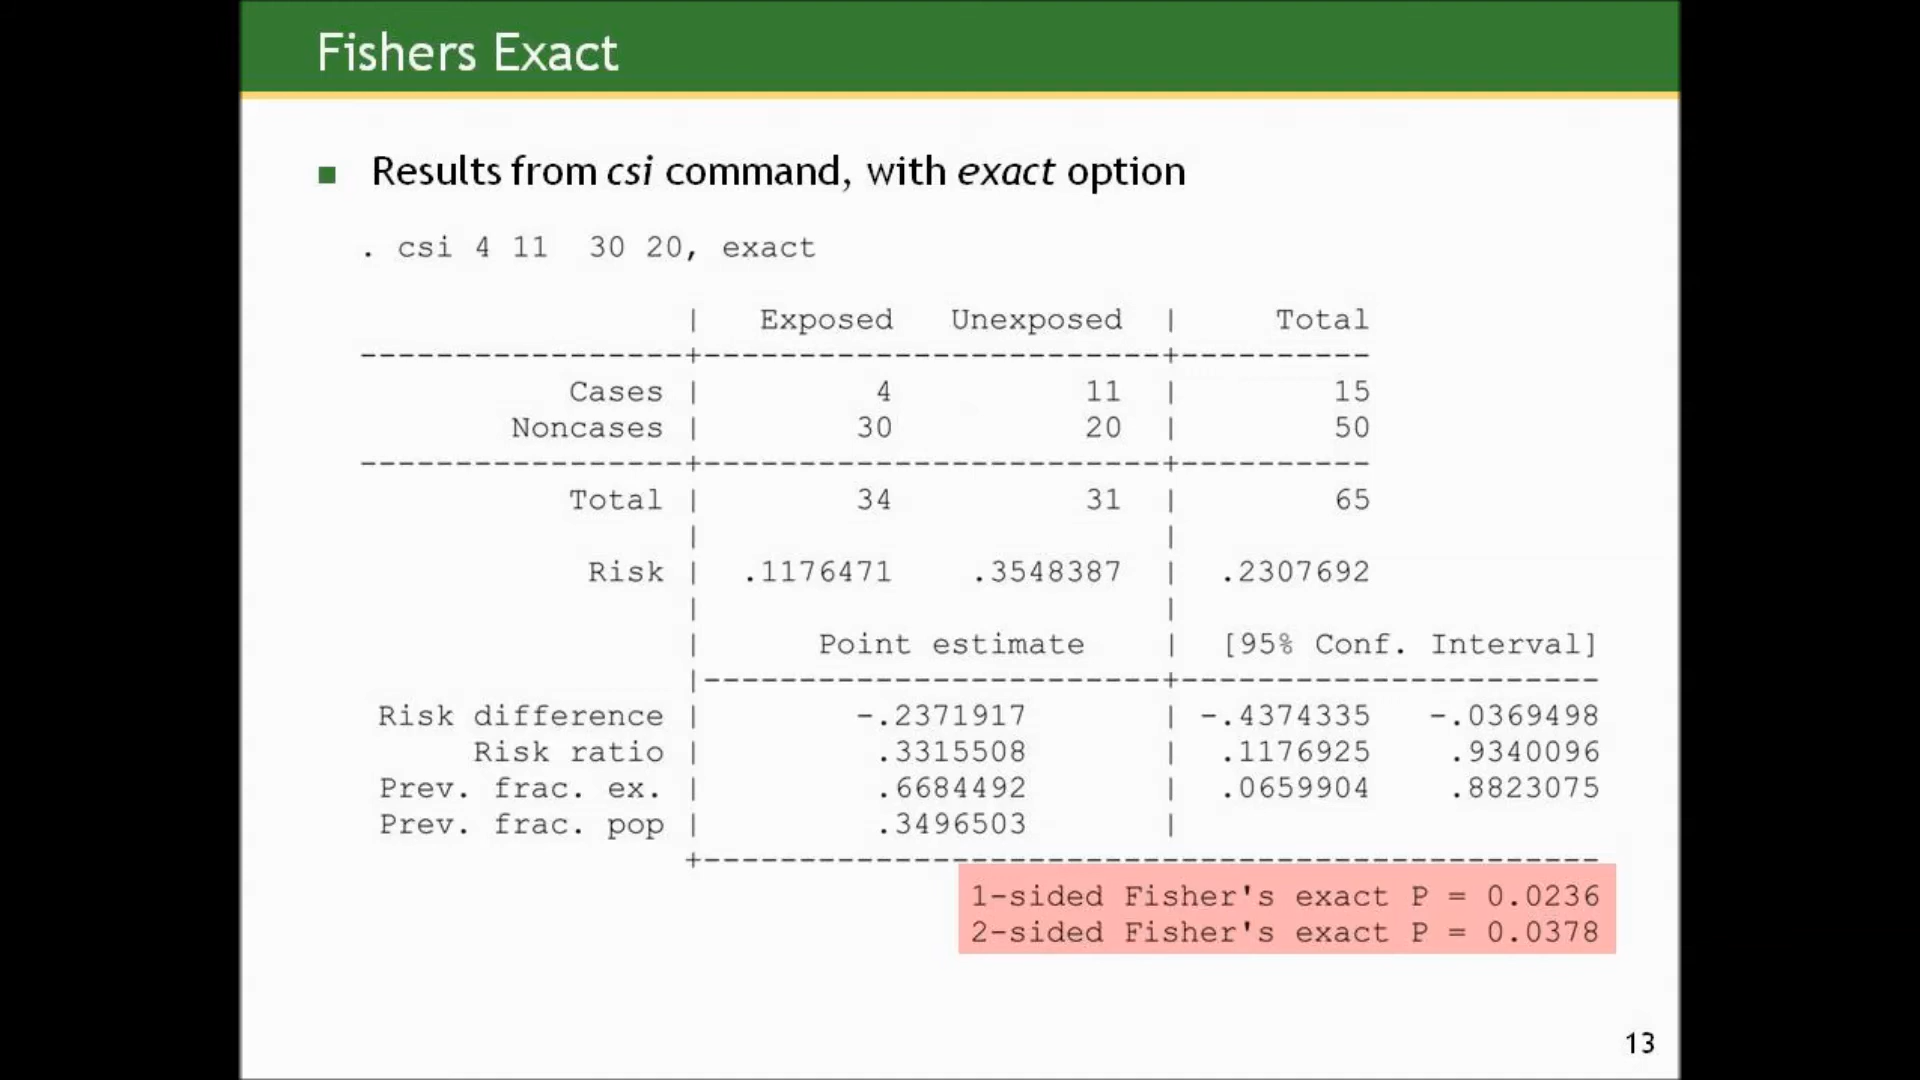 Fishers Exact
Results from csi command, with exact option
. csi 4 11  30 20, exact
                 |   Exposed   Unexposed  |      Total
-----------------+------------------------+----------
           Cases |         4          11  |         15
        Noncases |        30          20  |         50
-----------------+------------------------+----------
           Total |        34          31  |         65
                 |                        |
            Risk |  .1176471    .3548387  |   .2307692
                 |                        |
                 |      Point estimate    |  [95% Conf. Interval]
                 |------------------------+----------------------
 Risk difference |        -.2371917       | -.4374335   -.0369498
      Risk ratio |         .3315508       |  .1176925    .9340096
 Prev. frac. ex. |         .6684492       |  .0659904    .8823075
 Prev. frac. pop |         .3496503       |
                 +-----------------------------------------------
1-sided Fisher's exact P = 0.0236
2-sided Fisher's exact P = 0.0378
13